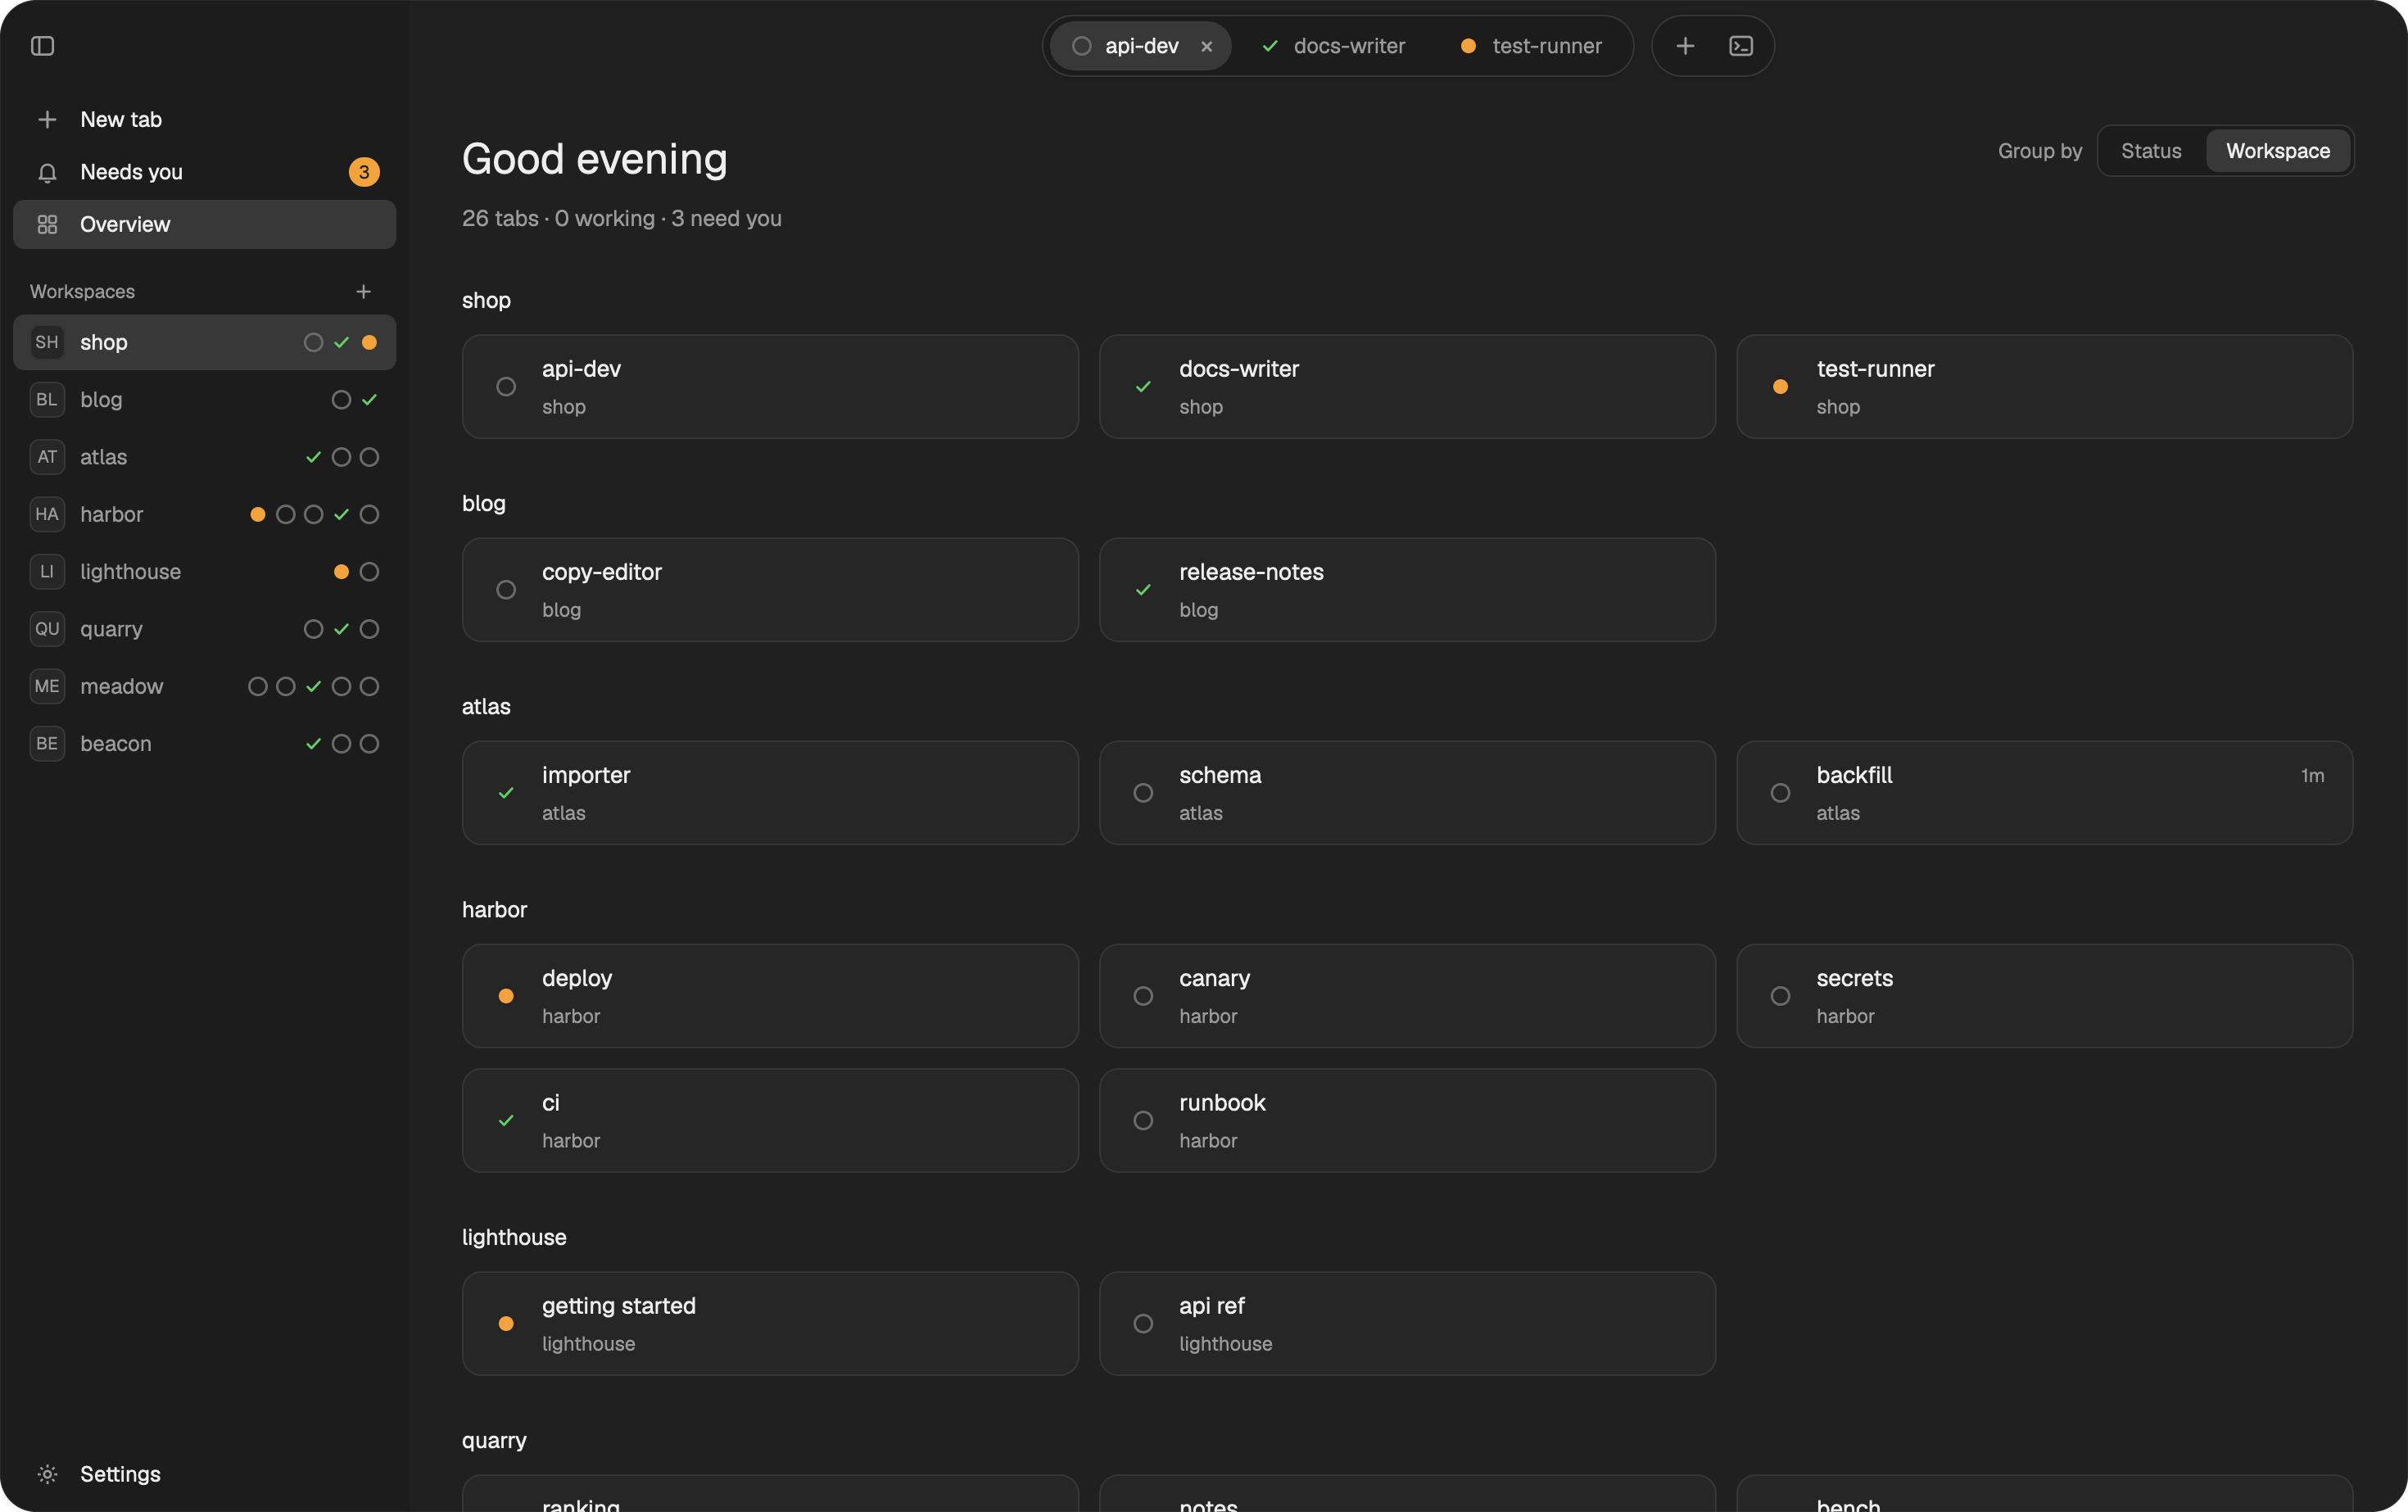 api-dev
docs-writer
test-runner
New tab
Needs you
3
Overview
Workspaces
SH shop
BL blog
AT atlas
HA harbor
LI lighthouse
QU quarry
ME meadow
BE beacon
Settings
Good evening
26 tabs · 0 working · 3 need you
Group by
Status
Workspace
shop
api-dev
shop
docs-writer
shop
test-runner
shop
blog
copy-editor
blog
release-notes
blog
atlas
importer
atlas
schema
atlas
backfill
1m
atlas
harbor
deploy
harbor
canary
harbor
secrets
harbor
ci
harbor
runbook
harbor
lighthouse
getting started
lighthouse
api ref
lighthouse
quarry
ranking
notes
bench